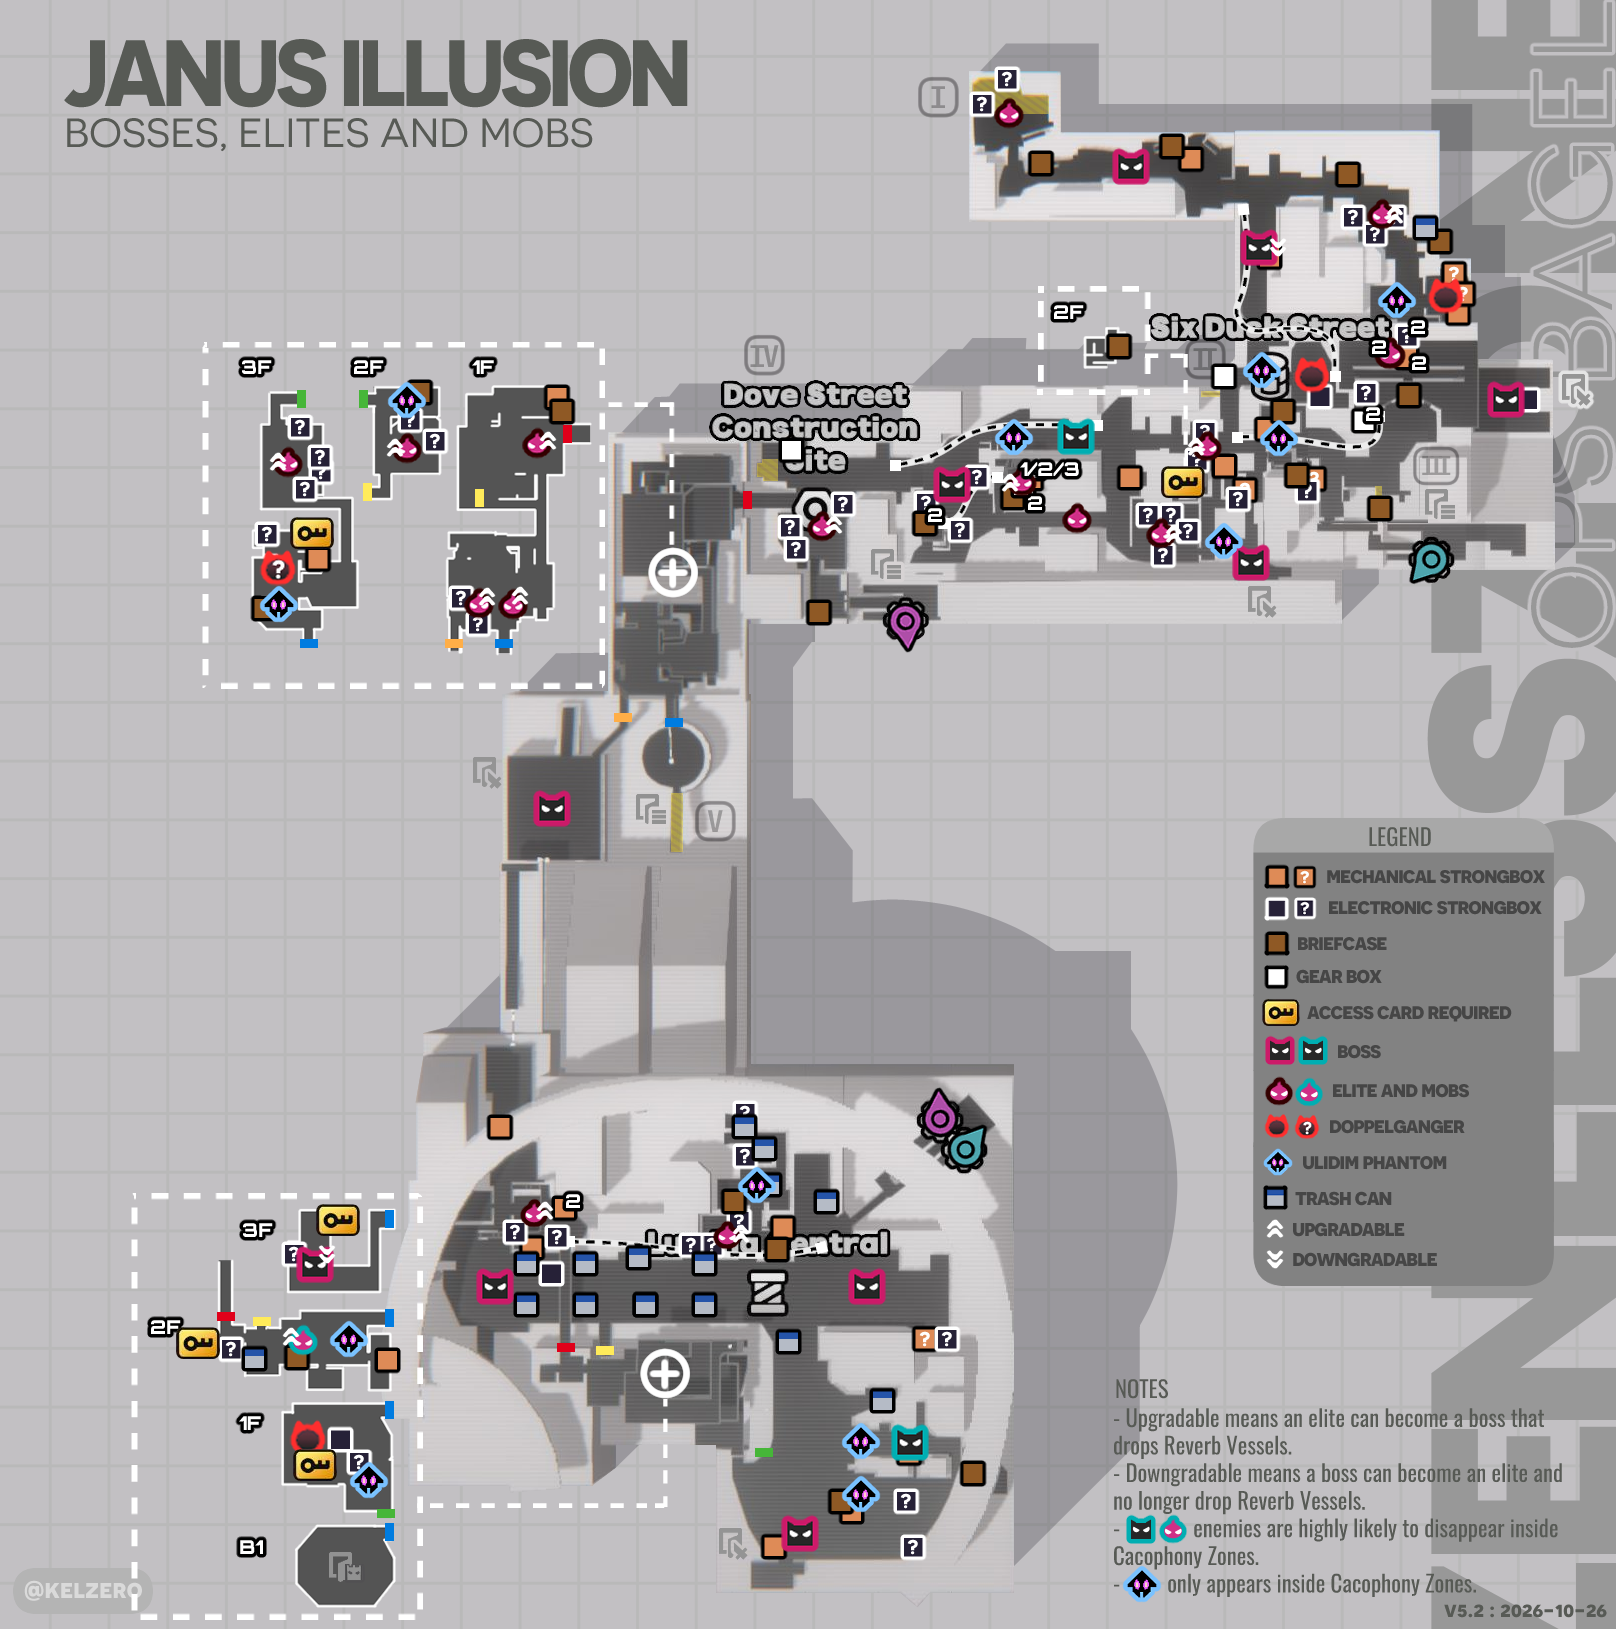 JANUS ILLUSION
BOSSES, ELITES AND MOBS
I
2F
Six Duck Street
II
2
2
2
2
IV
Dove Street
Construction
Site
1/2/3
2
2
III
3F
2F
1F
V
LEGEND
MECHANICAL STRONGBOX
ELECTRONIC STRONGBOX
BRIEFCASE
GEAR BOX
ACCESS CARD REQUIRED
BOSS
ELITE AND MOBS
DOPPELGANGER
ULIDIM PHANTOM
TRASH CAN
UPGRADABLE
DOWNGRADABLE
2
Central
3F
2F
1F
B1
NOTES
- Upgradable means an elite can become a boss that
drops Reverb Vessels.
- Downgradable means a boss can become an elite and
no longer drop Reverb Vessels.
- enemies are highly likely to disappear inside
Cacophony Zones.
- only appears inside Cacophony Zones.
@KELZERO
V5.2 : 2026-10-26